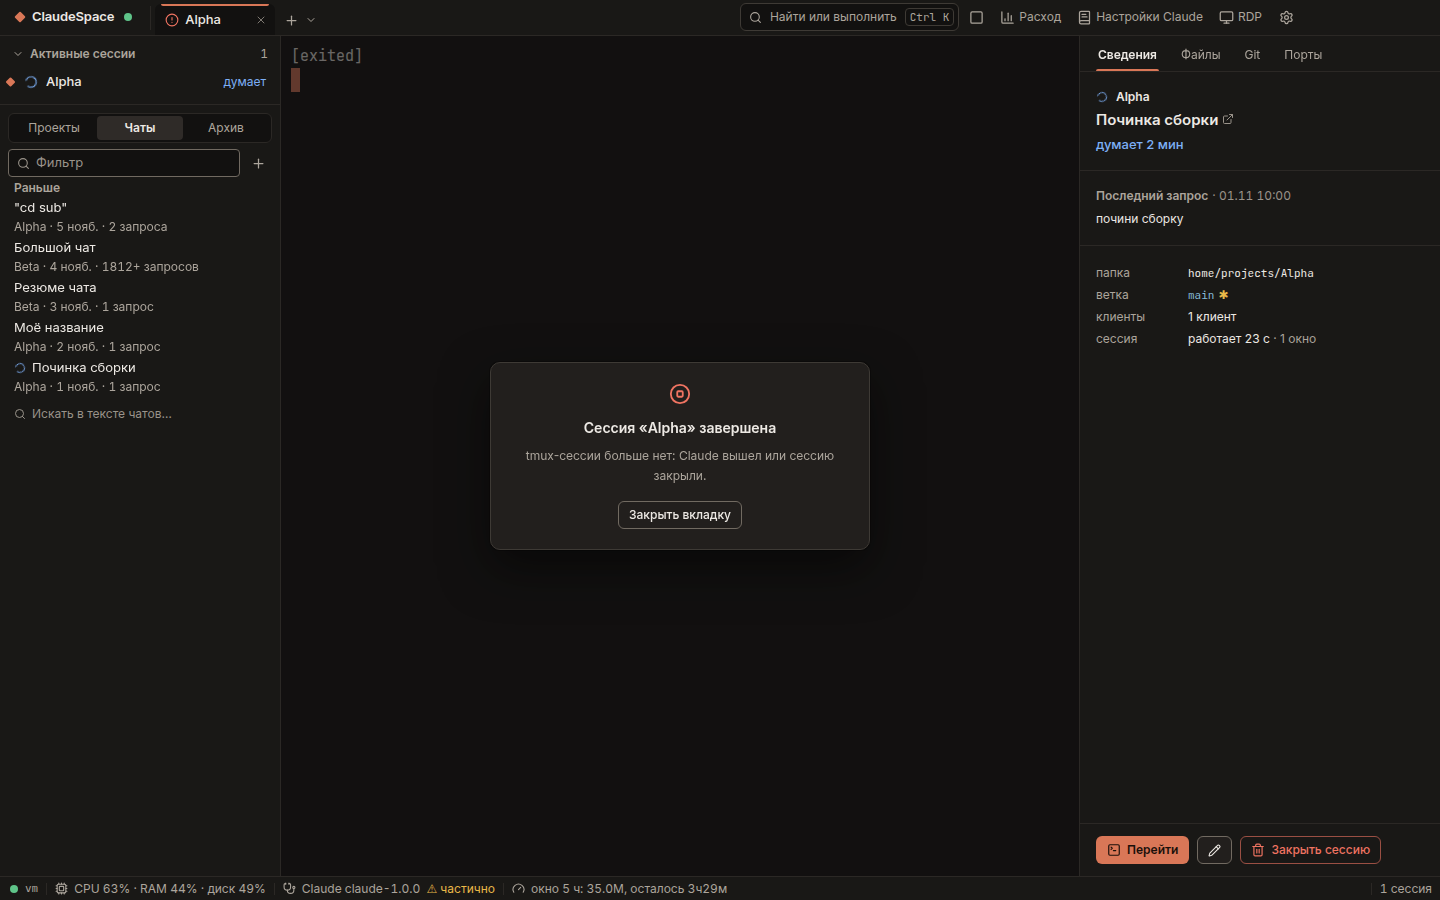 ClaudeSpace
Alpha
Найти или выполнить Ctrl K
Расход
Настройки Claude
RDP
Активные сессии 1
Alpha думает
Проекты Чаты Архив
Фильтр
Раньше
"cd sub"
Alpha · 5 нояб. · 2 запроса
Большой чат
Beta · 4 нояб. · 1812+ запросов
Резюме чата
Beta · 3 нояб. · 1 запрос
Моё название
Alpha · 2 нояб. · 1 запрос
Починка сборки
Alpha · 1 нояб. · 1 запрос
Искать в тексте чатов...
[exited]
Сессия «Alpha» завершена
tmux-сессии больше нет: Claude вышел или сессию
закрыли.
Закрыть вкладку
Сведения Файлы Git Порты
Alpha
Починка сборки
думает 2 мин
Последний запрос · 01.11 10:00
почини сборку
папка home/projects/Alpha
ветка main ✱
клиенты 1 клиент
сессия работает 23 с · 1 окно
Перейти
Закрыть сессию
vm
CPU 63% · RAM 44% · диск 49%
Claude claude-1.0.0 ⚠ частично
окно 5 ч: 35.0M, осталось 3ч29м
1 сессия